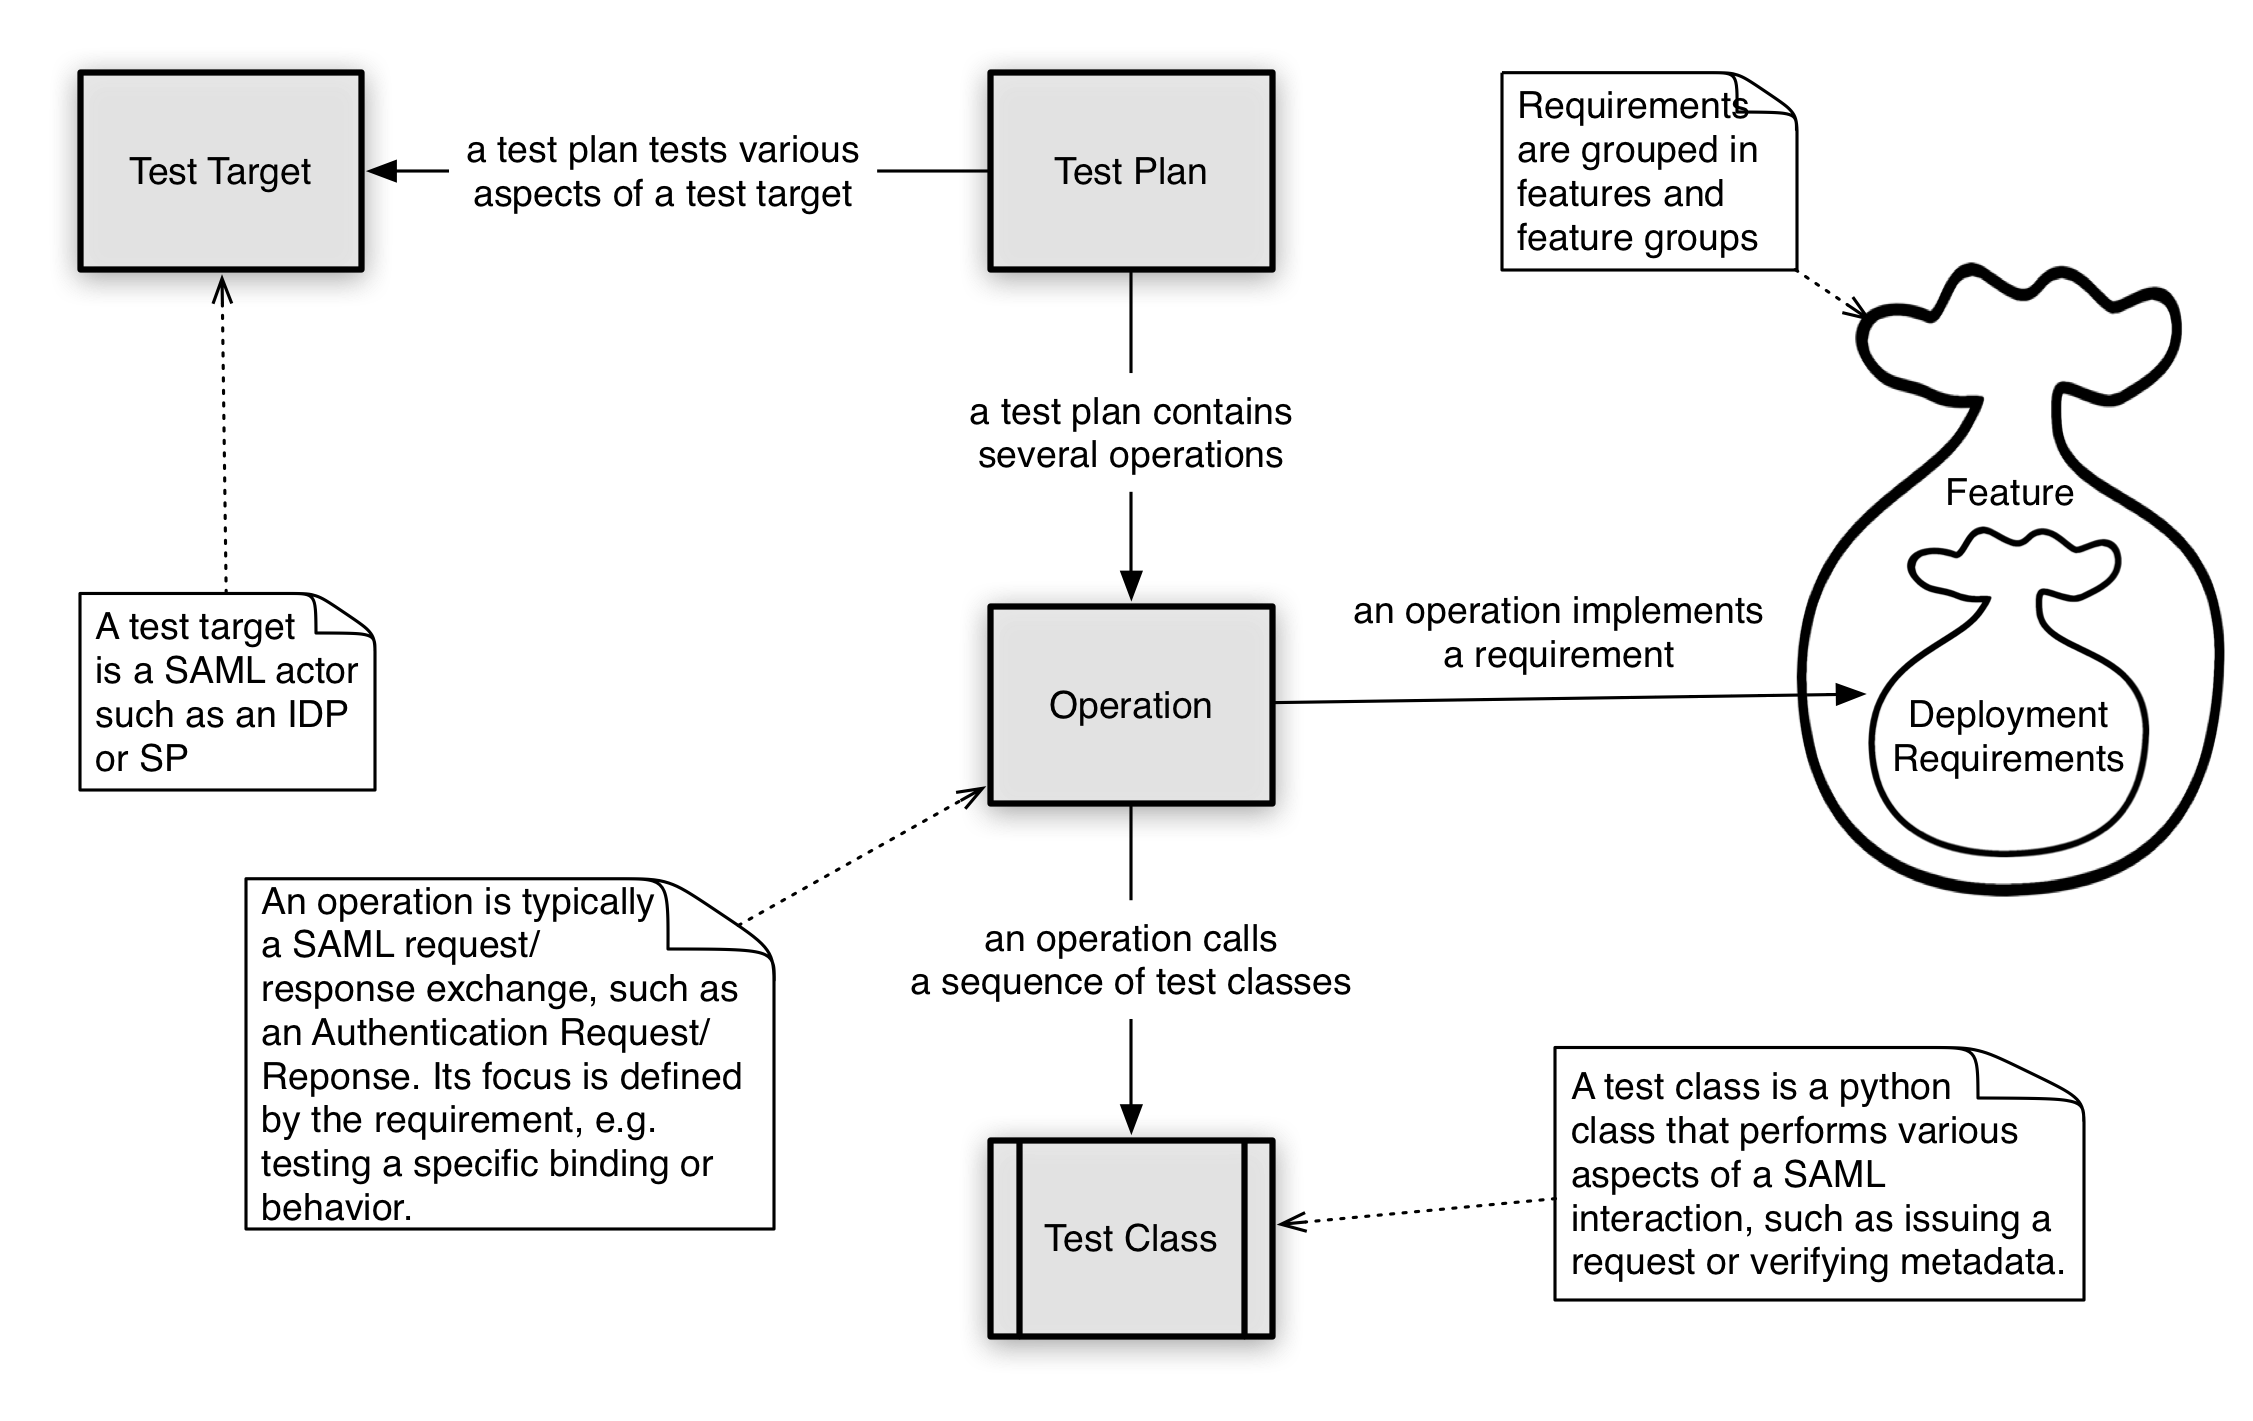 Test Target
a test plan tests various
aspects of a test target
Test Plan
Requirements
are grouped in
features and
feature groups
a test plan contains
several operations
Feature
A test target
is a SAML actor
such as an IDP
or SP
Operation
an operation implements
a requirement
Deployment
Requirements
An operation is typically
a SAML request/
response exchange, such as
an Authentication Request/
Reponse. Its focus is defined
by the requirement, e.g.
testing a specific binding or
behavior.
an operation calls
a sequence of test classes
Test Class
A test class is a python
class that performs various
aspects of a SAML
interaction, such as issuing a
request or verifying metadata.